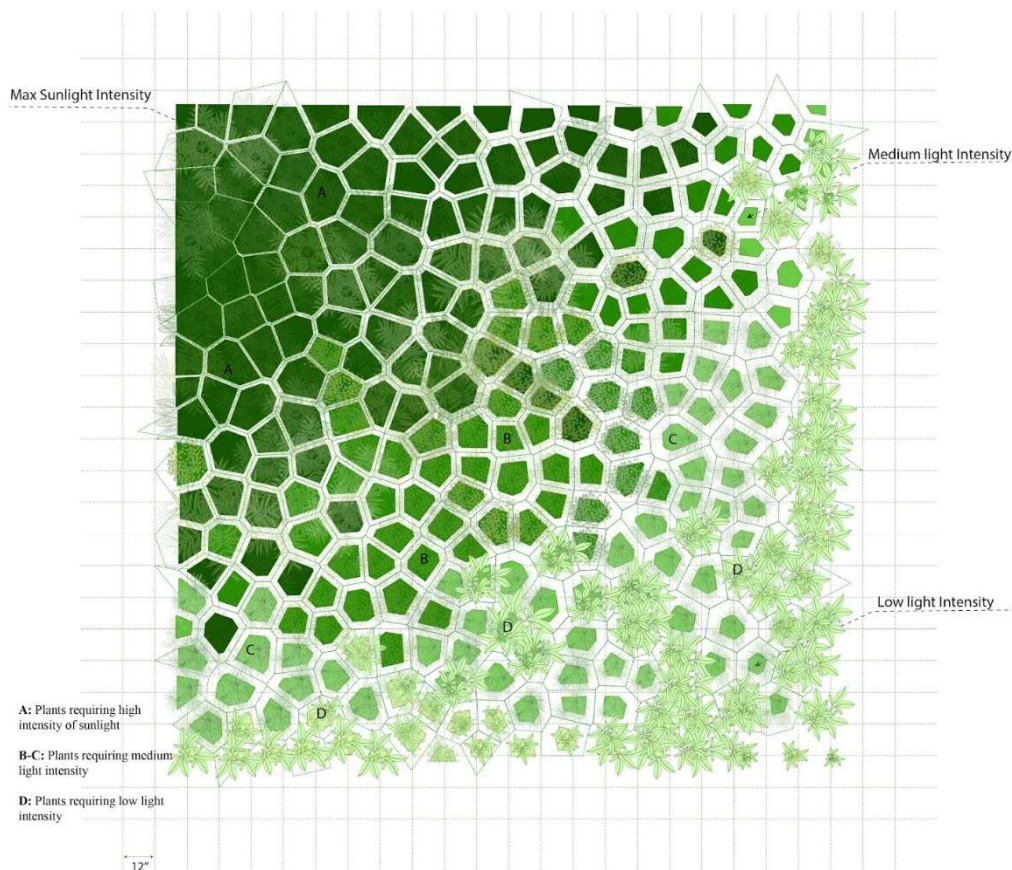 Max Sunlight Intensity
Medium light Intensity
A
A
B
C
B
D
Low light Intensity
D
C
D
A: Plants requiring high
intensity of sunlight
B-C: Plants requiring medium
light intensity
D: Plants requiring low light
intensity
12"